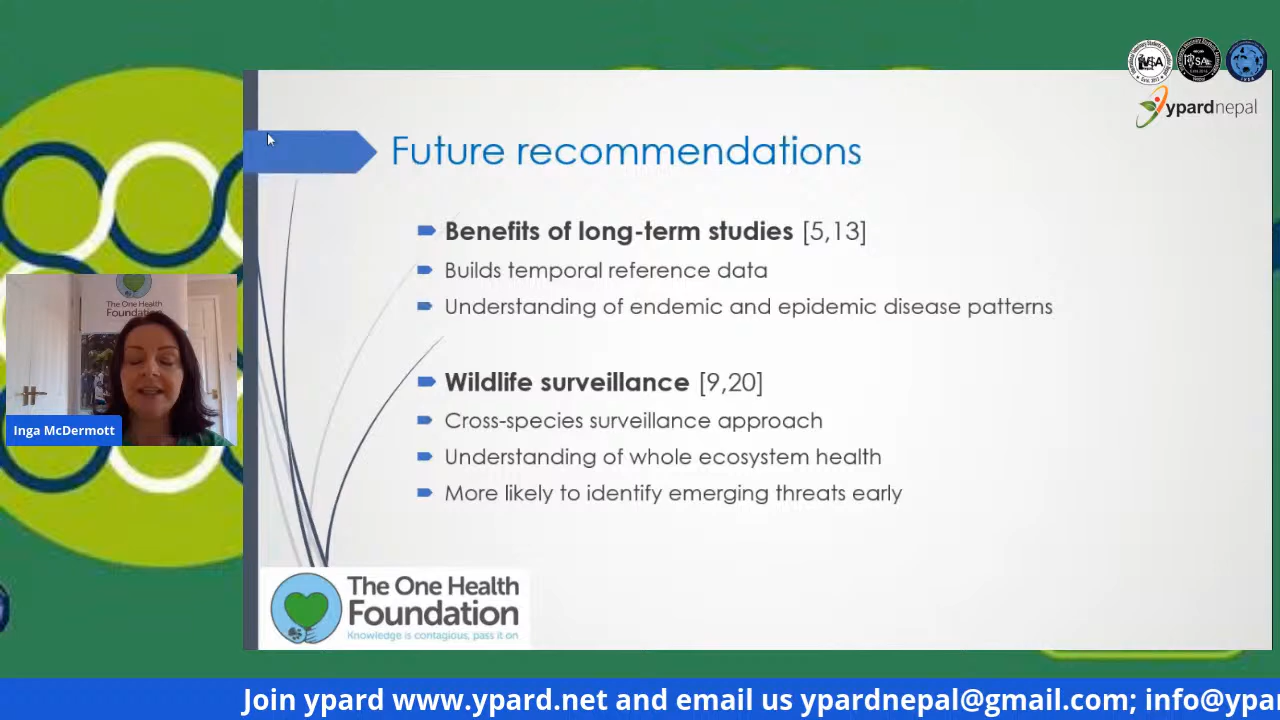 ypardnepal
Future recommendations
Benefits of long-term studies [5,13]
Builds temporal reference data
Understanding of endemic and epidemic disease patterns
Wildlife surveillance [9,20]
Cross-species surveillance approach
Understanding of whole ecosystem health
More likely to identify emerging threats early
The One Health
Foundation
Inga McDermott
The One Health
Foundation
Knowledge is contagious, pass it on
Join ypard www.ypard.net and email us ypardnepal@gmail.com; info@ypa